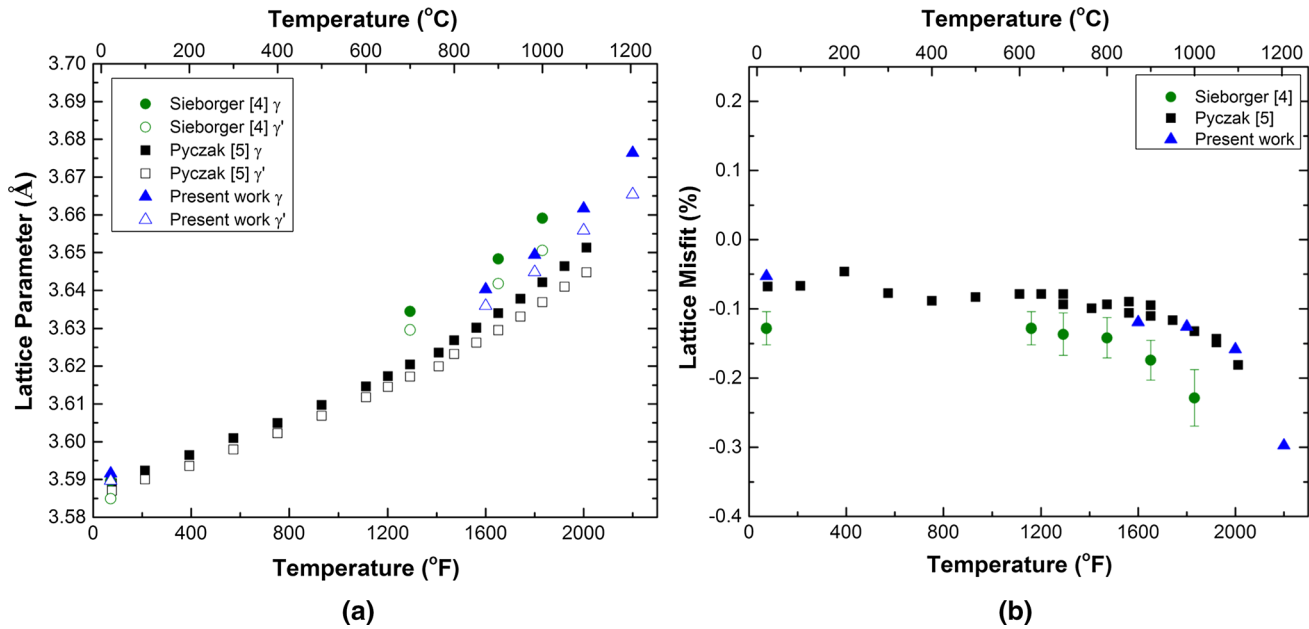 Temperature (oC)
0 200 400 600 800 1000 1200
3.70
3.69
3.68
3.67
3.66
3.65
3.64
3.63
3.62
3.61
3.60
3.59
3.58
Lattice Parameter (Å)
Sieborger [4] γ
Sieborger [4] γ'
Pyczak [5] γ
Pyczak [5] γ'
Present work γ
Present work γ'
0 400 800 1200 1600 2000
Temperature (oF)
(a)
Temperature (oC)
0 200 400 600 800 1000 1200
0.2
0.1
0.0
-0.1
-0.2
-0.3
-0.4
Lattice Misfit (%)
Sieborger [4]
Pyczak [5]
Present work
0 400 800 1200 1600 2000
Temperature (oF)
(b)